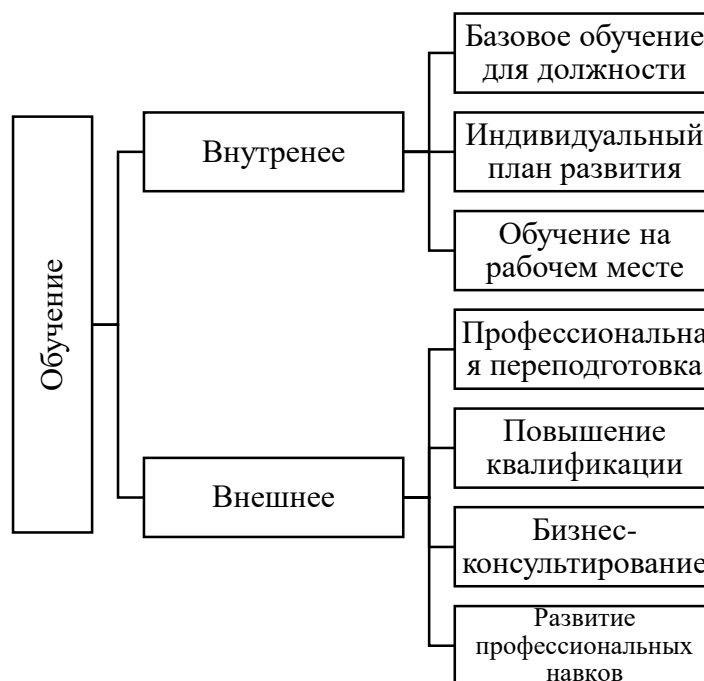 Обучение
Внутренее
Базовое обучение
для должности
Индивидуальный
план развития
Обучение на
рабочем месте
Внешнее
Профессиональна
я переподготовка
Повышение
квалификации
Бизнес-
консультирование
Развитие
профессиональных
навков